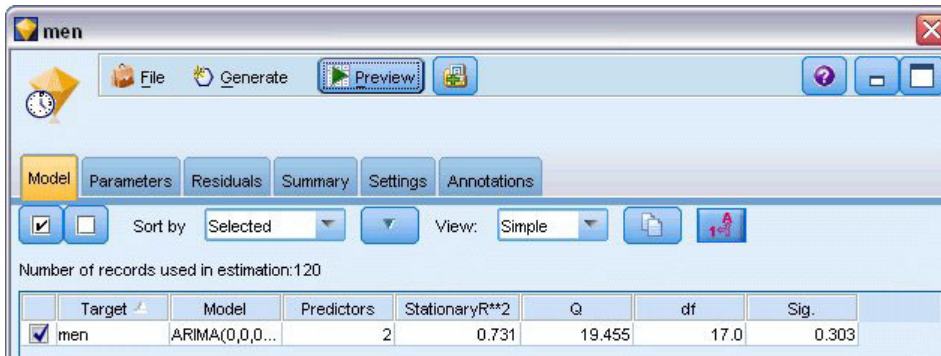 men
File Generate Preview
Model Parameters Residuals Summary Settings Annotations
Sort by Selected View: Simple
Number of records used in estimation:120
Target Model Predictors StationaryR**2 Q df Sig.
men ARIMA(0,0,0... 2 0.731 19.455 17.0 0.303